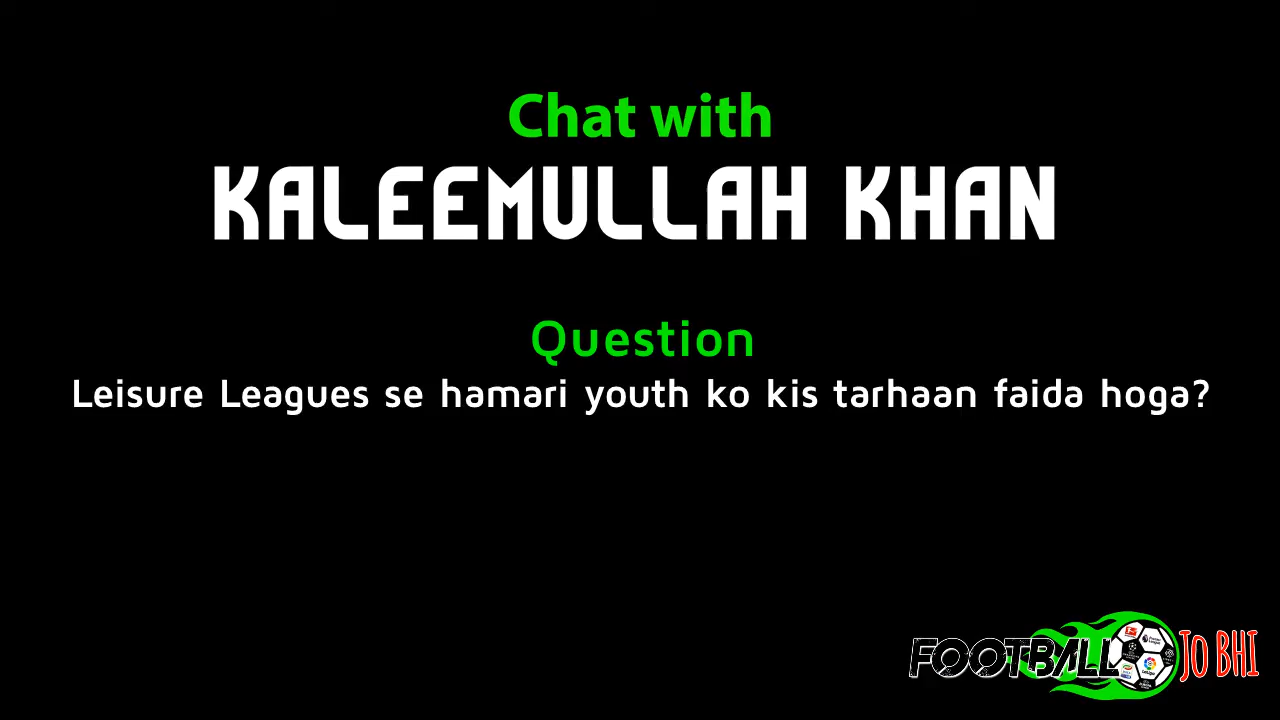 Chat with
KALEEMULLAH KHAN
Question
Leisure Leagues se hamari youth ko kis tarhaan faida hoga?
FOOTBALL JO BHI